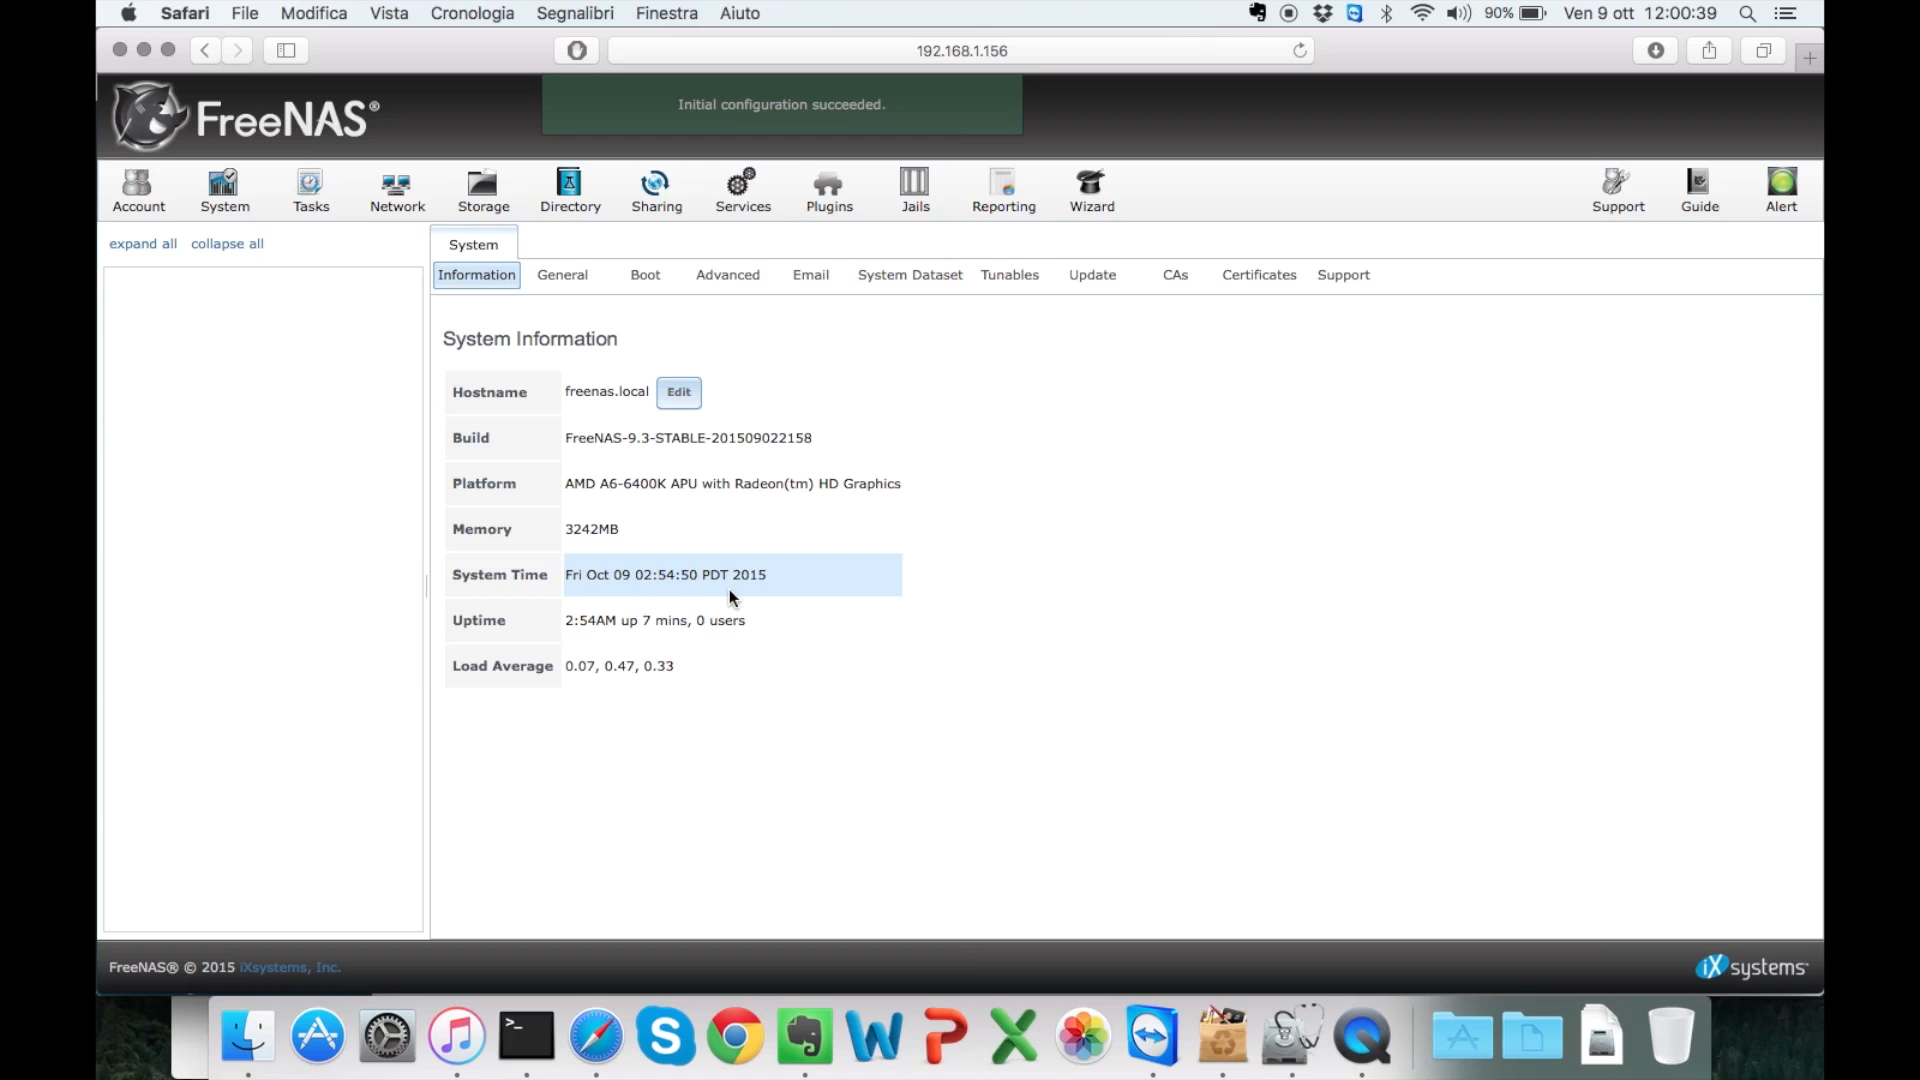 Safari File Modifica Vista Cronologia Segnalibri Finestra Aiuto 90% Ven 9 ott 12:00:39
192.168.1.156
FreeNAS®
Initial configuration succeeded.
Account System Tasks Network Storage Directory Sharing Services Plugins Jails Reporting Wizard Support Guide Alert
expand all collapse all
System
Information General Boot Advanced Email System Dataset Tunables Update CAs Certificates Support
System Information
Hostname freenas.local Edit
Build FreeNAS-9.3-STABLE-201509022158
Platform AMD A6-6400K APU with Radeon(tm) HD Graphics
Memory 3242MB
System Time Fri Oct 09 02:54:50 PDT 2015
Uptime 2:54AM up 7 mins, 0 users
Load Average 0.07, 0.47, 0.33
FreeNAS® © 2015 iXsystems, Inc.
iXsystems